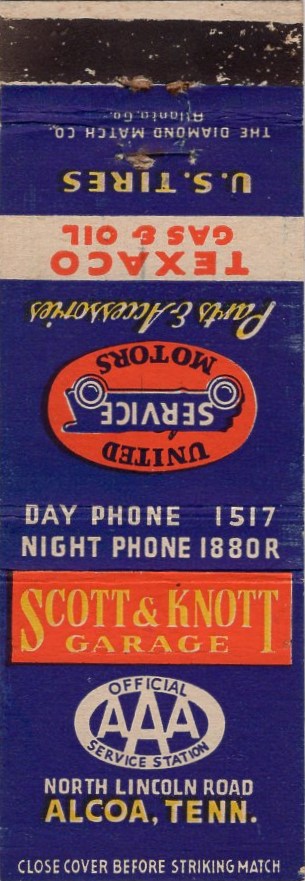 THE DIAMOND MATCH CO.
Atlanta, Ga.
U.S. TIRES
TEXACO
GAS & OIL
Parts & Accessories
UNITED
SERVICE
MOTORS
DAY PHONE 1517
NIGHT PHONE 1880R
SCOTT & KNOTT
GARAGE
OFFICIAL
AAA
SERVICE STATION
NORTH LINCOLN ROAD
ALCOA, TENN.
CLOSE COVER BEFORE STRIKING MATCH